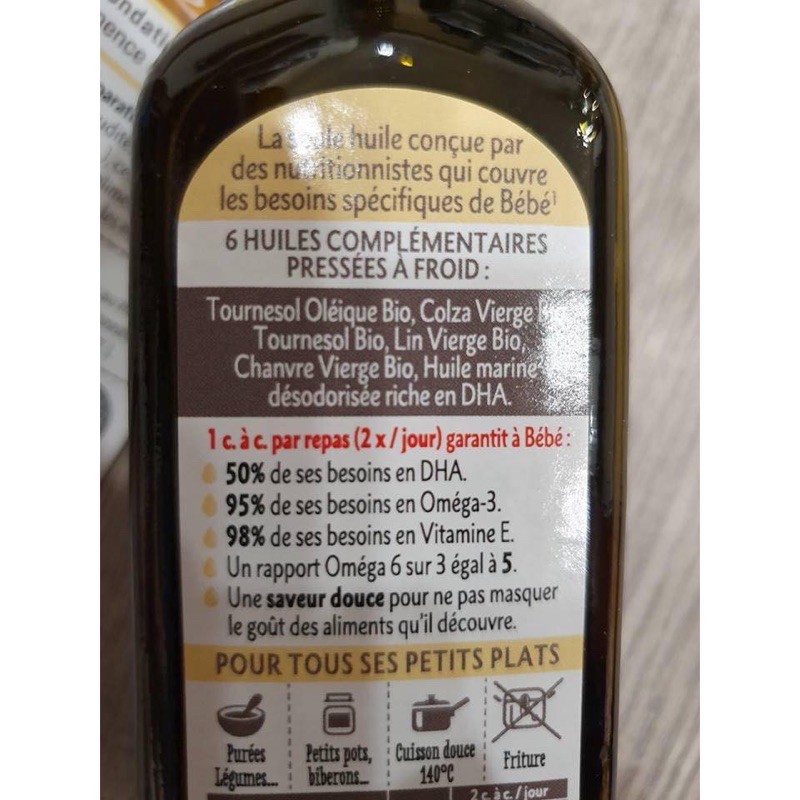 La seule huile conçue par
des nutritionnistes qui couvre
les besoins spécifiques de Bébé¹
6 HUILES COMPLÉMENTAIRES
PRESSÉES À FROID :
Tournesol Oléique Bio, Colza Vierge Bio,
Tournesol Bio, Lin Vierge Bio,
Chanvre Vierge Bio, Huile marine
désodorisée riche en DHA.
1 c. à c. par repas (2 x / jour) garantit à Bébé :
50% de ses besoins en DHA.
95% de ses besoins en Oméga-3.
98% de ses besoins en Vitamine E.
Un rapport Oméga 6 sur 3 égal à 5.
Une saveur douce pour ne pas masquer
le goût des aliments qu'il découvre.
POUR TOUS SES PETITS PLATS
Purées
Légumes...
Petits pots,
biberons...
Cuisson douce
140°C
Friture
2 c. à c. / jour